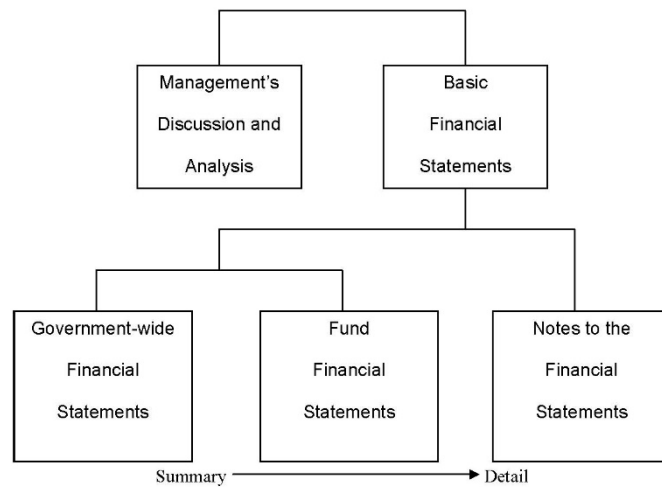 Management’s
Discussion and
Analysis
Basic
Financial
Statements
Government-wide
Financial
Statements
Fund
Financial
Statements
Notes to the
Financial
Statements
Summary
Detail